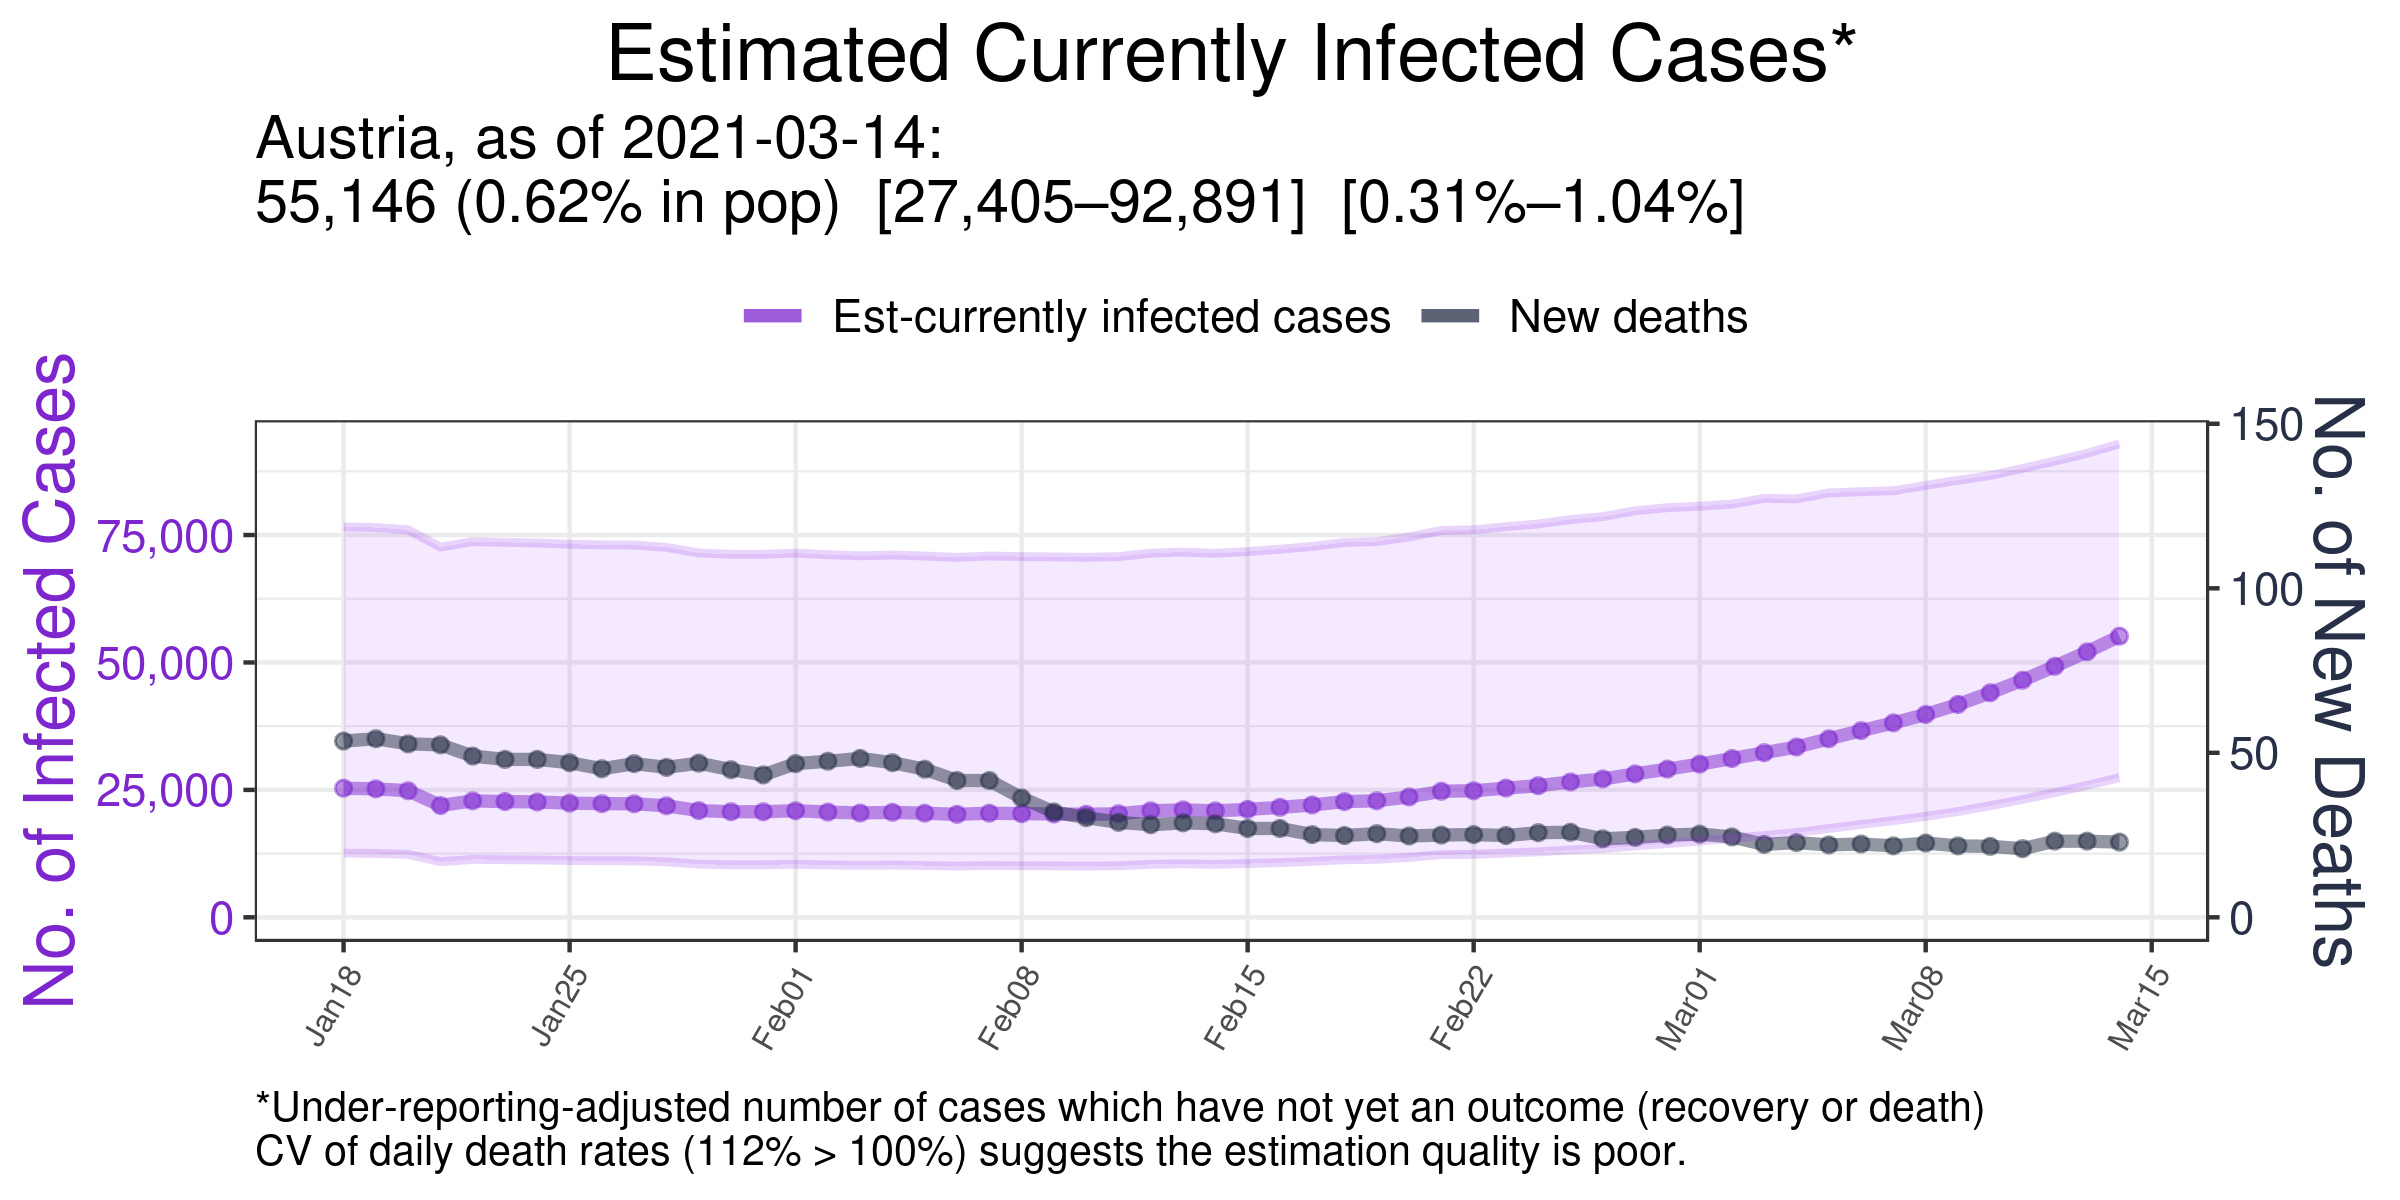 Estimated Currently Infected Cases*
Austria, as of 2021-03-14:
55,146 (0.62% in pop)  [27,405–92,891]  [0.31%–1.04%]
Est-currently infected cases
New deaths
No. of Infected Cases
75,000
50,000
25,000
0
150
100
50
0
No. of New Deaths
Jan18
Jan25
Feb01
Feb08
Feb15
Feb22
Mar01
Mar08
Mar15
*Under-reporting-adjusted number of cases which have not yet an outcome (recovery or death)
CV of daily death rates (112% > 100%) suggests the estimation quality is poor.